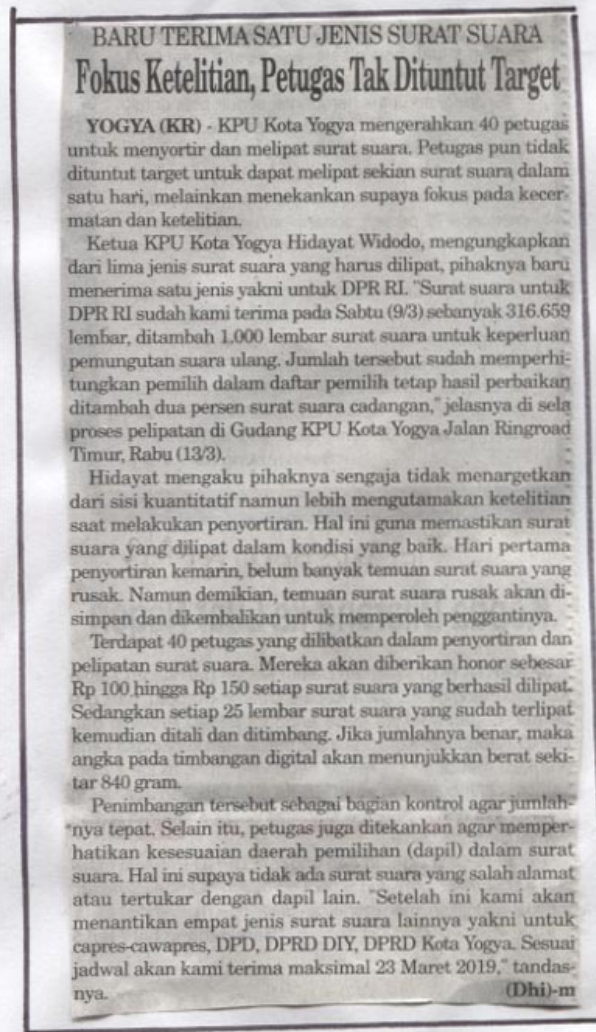 BARU TERIMA SATU JENIS SURAT SUARA
Fokus Ketelitian, Petugas Tak Dituntut Target
YOGYA (KR) - KPU Kota Yogya mengerahkan 40 petugas
untuk menyortir dan melipat surat suara. Petugas pun tidak
dituntut target untuk dapat melipat sekian surat suara dalam
satu hari, melainkan menekankan supaya fokus pada kecer-
matan dan ketelitian.
Ketua KPU Kota Yogya Hidayat Widodo, mengungkapkan
dari lima jenis surat suara yang harus dilipat, pihaknya baru
menerima satu jenis yakni untuk DPR RI. "Surat suara untuk
DPR RI sudah kami terima pada Sabtu (9/3) sebanyak 316.659
lembar, ditambah 1.000 lembar surat suara untuk keperluan
pemungutan suara ulang. Jumlah tersebut sudah memperhi-
tungkan pemilih dalam daftar pemilih tetap hasil perbaikan
ditambah dua persen surat suara cadangan," jelasnya di sela
proses pelipatan di Gudang KPU Kota Yogya Jalan Ringroad
Timur, Rabu (13/3).
Hidayat mengaku pihaknya sengaja tidak menargetkan
dari sisi kuantitatif namun lebih mengutamakan ketelitian
saat melakukan penyortiran. Hal ini guna memastikan surat
suara yang dilipat dalam kondisi yang baik. Hari pertama
penyortiran kemarin, belum banyak temuan surat suara yang
rusak. Namun demikian, temuan surat suara rusak akan di-
simpan dan dikembalikan untuk memperoleh penggantinya.
Terdapat 40 petugas yang dilibatkan dalam penyortiran dan
pelipatan surat suara. Mereka akan diberikan honor sebesar
Rp 100 hingga Rp 150 setiap surat suara yang berhasil dilipat.
Sedangkan setiap 25 lembar surat suara yang sudah terlipat
kemudian ditali dan ditimbang. Jika jumlahnya benar, maka
angka pada timbangan digital akan menunjukkan berat seki-
tar 840 gram.
Penimbangan tersebut sebagai bagian kontrol agar jumlah-
nya tepat. Selain itu, petugas juga ditekankan agar memper-
hatikan kesesuaian daerah pemilihan (dapil) dalam surat
suara. Hal ini supaya tidak ada surat suara yang salah alamat
atau tertukar dengan dapil lain. "Setelah ini kami akan
menantikan empat jenis surat suara lainnya yakni untuk
capres-cawapres, DPD, DPRD DIY, DPRD Kota Yogya. Sesuai
jadwal akan kami terima maksimal 23 Maret 2019," tandas-
nya. (Dhi)-m